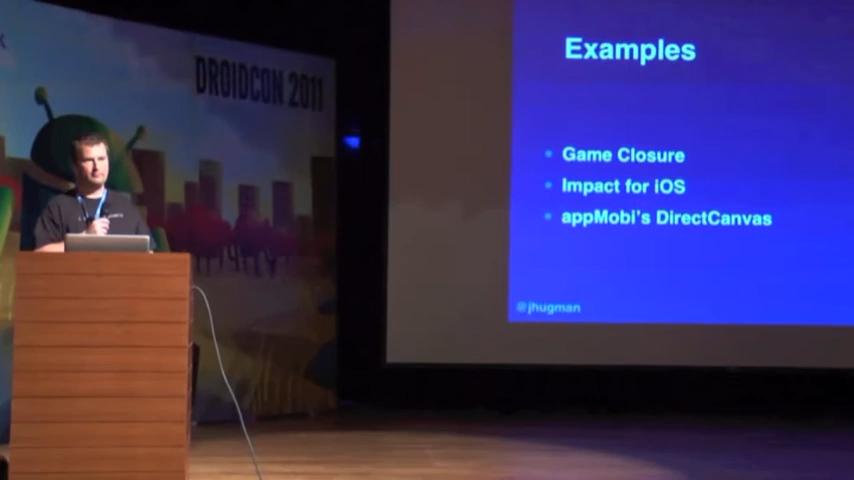 DROIDCON 2011
Examples
Game Closure
Impact for iOS
appMobi's DirectCanvas
@jhugman